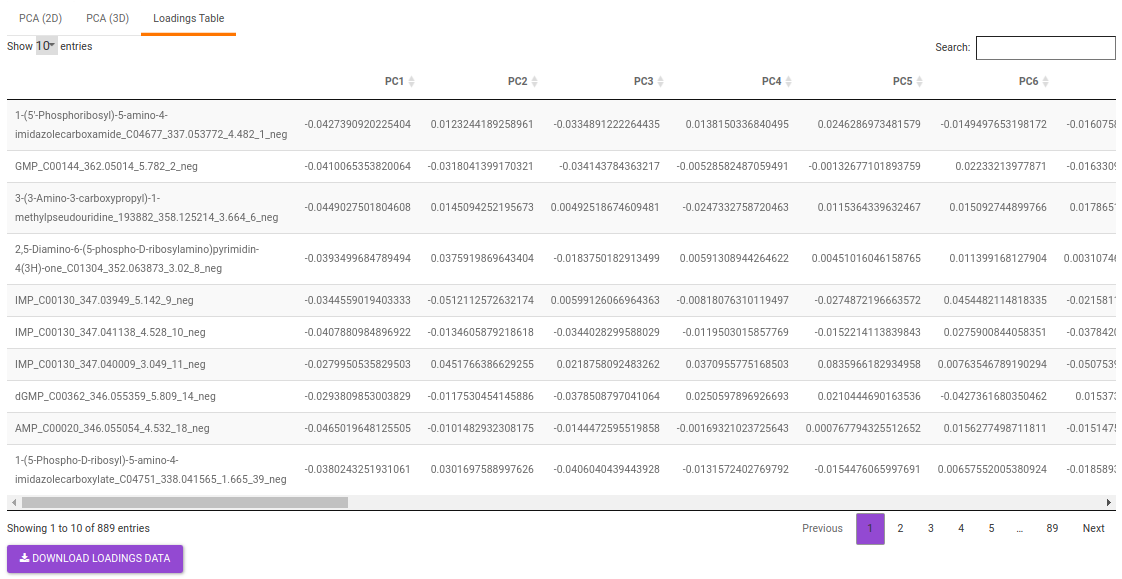 PCA (2D) PCA (3D) Loadings Table
Show 10 entries Search:
PC1 PC2 PC3 PC4 PC5 PC6
1-(5'-Phosphoribosyl)-5-amino-4-
imidazolecarboxamide_C04677_337.053772_4.482_1_neg -0.0427390920225404 0.0123244189258961 -0.0334891222264435 0.0138150336840495 0.0246286973481579 -0.0149497653198172 -0.016075
GMP_C00144_362.05014_5.782_2_neg -0.0410065353820064 -0.0318041399170321 -0.034143784363217 -0.00528582487059491 -0.00132677101893759 0.02233213977871 -0.016330
3-(3-Amino-3-carboxypropyl)-1-
methylpseudouridine_193882_358.125214_3.664_6_neg -0.0449027501804608 0.0145094252195673 0.00492518674609481 -0.0247332758720463 0.0115364339632467 0.015092744899766 0.017865
2,5-Diamino-6-(5-phospho-D-ribosylamino)pyrimidin-
4(3H)-one_C01304_352.063873_3.02_8_neg -0.0393499684789494 0.0375919869643404 -0.0183750182913499 0.00591308944264622 0.00451016046158765 0.011399168127904 0.0031074
IMP_C00130_347.03949_5.142_9_neg -0.0344559019403333 -0.0512112572632174 0.00599126066964363 -0.00818076310119497 -0.0274872196663572 0.0454482114818335 -0.021581
IMP_C00130_347.041138_4.528_10_neg -0.0407880984896922 -0.0134605879218618 -0.0344028299588029 -0.0119503015857769 -0.0152214113839843 0.0275900844058351 -0.037842
IMP_C00130_347.040009_3.049_11_neg -0.0279950535829503 0.0451766386629255 0.0218758092483262 0.0370955775168503 0.0835966182934958 0.00763546789190294 -0.050753
dGMP_C00362_346.055359_5.809_14_neg -0.0293809853003829 -0.0117530454145886 -0.0378508797041064 0.0250597896926693 0.0210444690163536 -0.0427361680350462 0.01537
AMP_C00020_346.055054_4.532_18_neg -0.0465019648125505 -0.0101482932308175 -0.0144472595519858 -0.00169321023725643 0.000767794325512652 0.0156277498711811 -0.015147
1-(5-Phospho-D-ribosyl)-5-amino-4-
imidazolecarboxylate_C04751_338.041565_1.665_39_neg -0.0380243251931061 0.0301697588997626 -0.0406040439443928 -0.0131572402769792 -0.0154476065997691 0.00657552005380924 -0.018589
Showing 1 to 10 of 889 entries Previous 1 2 3 4 5 … 89 Next
DOWNLOAD LOADINGS DATA